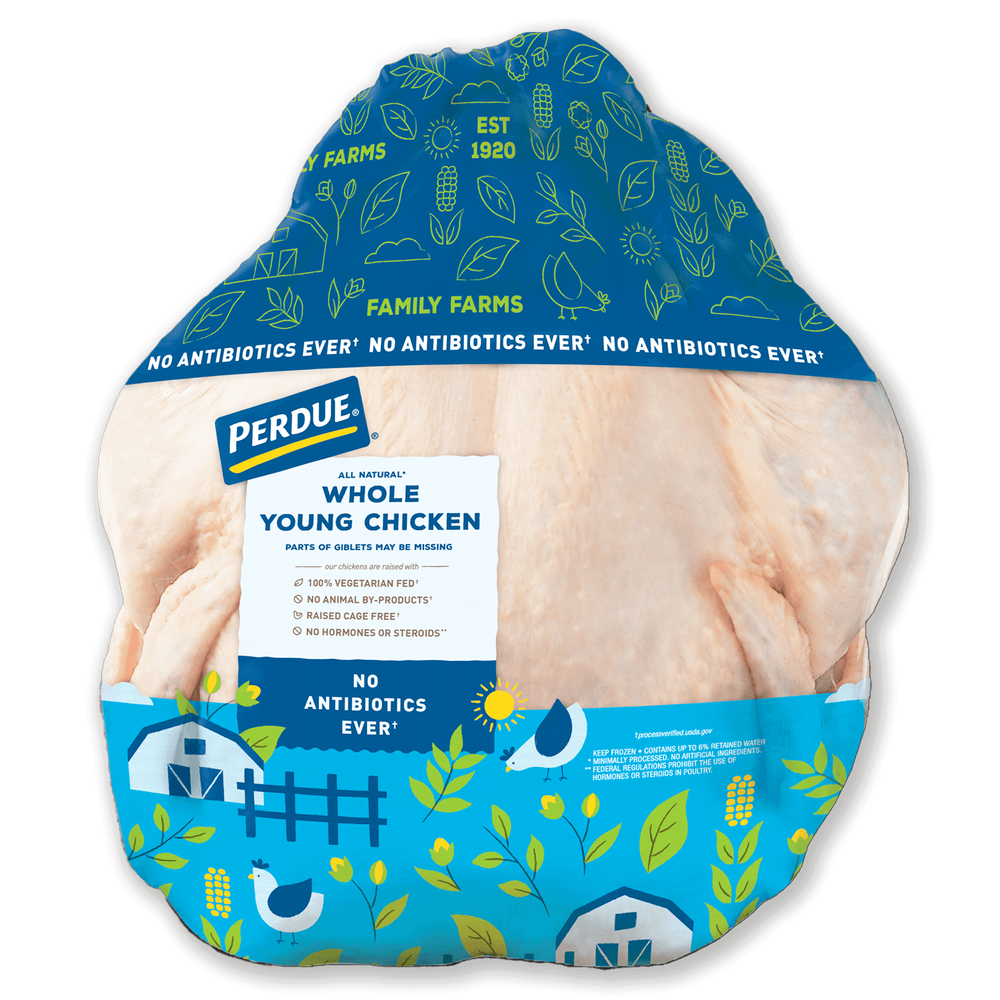 EST
1920
Y FARMS
FAMILY FARMS
NO ANTIBIOTICS EVER† NO ANTIBIOTICS EVER† NO ANTIBIOTICS EVER†
PERDUE®
®
ALL NATURAL*
WHOLE
YOUNG CHICKEN
PARTS OF GIBLETS MAY BE MISSING
our chickens are raised with
100% VEGETARIAN FED†
NO ANIMAL BY-PRODUCTS†
RAISED CAGE FREE†
NO HORMONES OR STEROIDS**
NO
ANTIBIOTICS
EVER†
†processverified.usda.gov
KEEP FROZEN • CONTAINS UP TO 6% RETAINED WATER
* MINIMALLY PROCESSED. NO ARTIFICIAL INGREDIENTS.
** FEDERAL REGULATIONS PROHIBIT THE USE OF
HORMONES OR STEROIDS IN POULTRY.